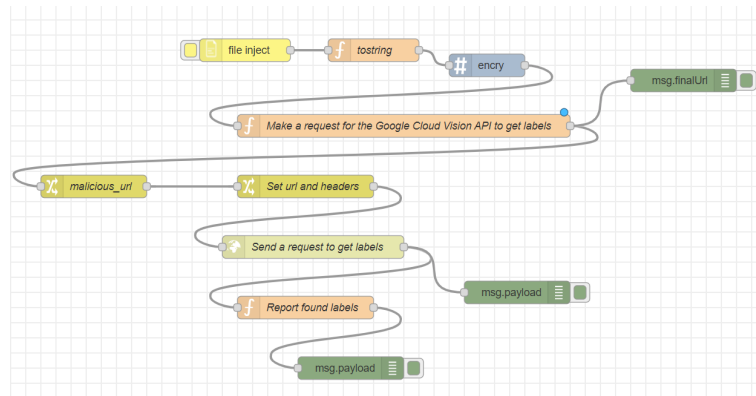 file inject
tostring
encry
msg.finalUrl
Make a request for the Google Cloud Vision API to get labels
malicious_url
Set url and headers
Send a request to get labels
msg.payload
Report found labels
msg.payload